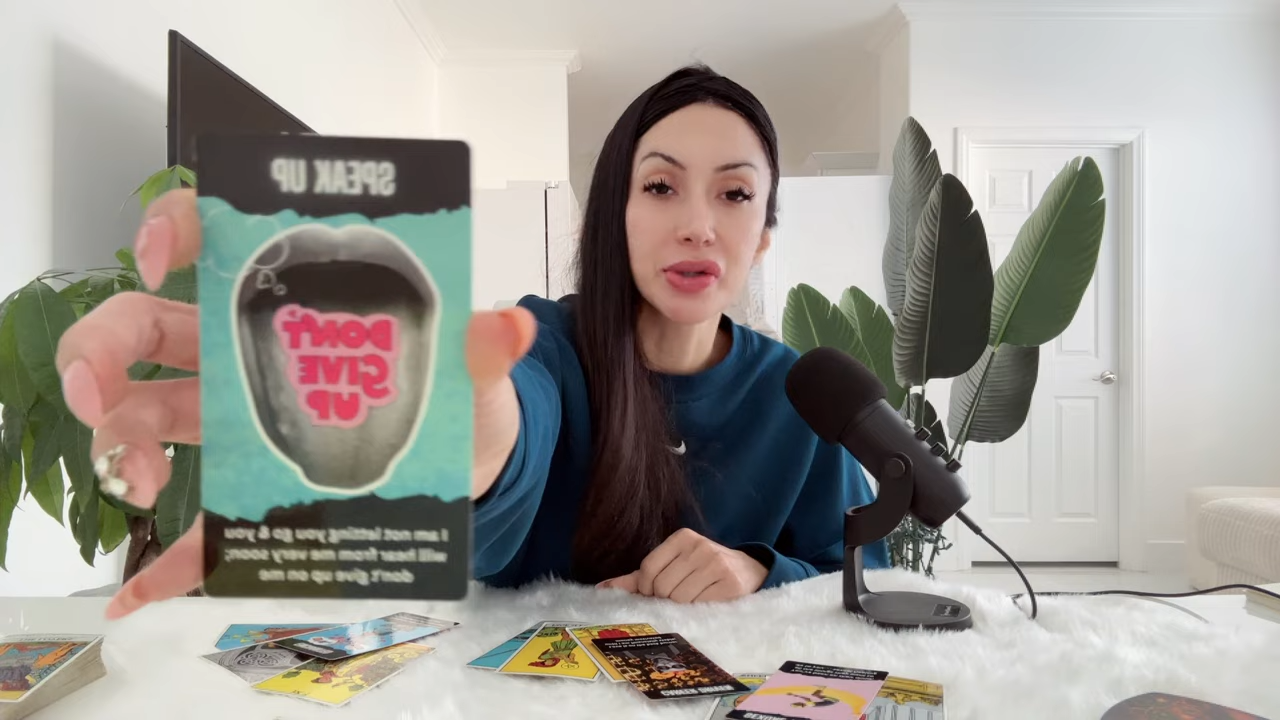 SPEAK UP
DON'T
GIVE
UP
I am not letting you go & you
will hear from me very soon;
don't give up on me